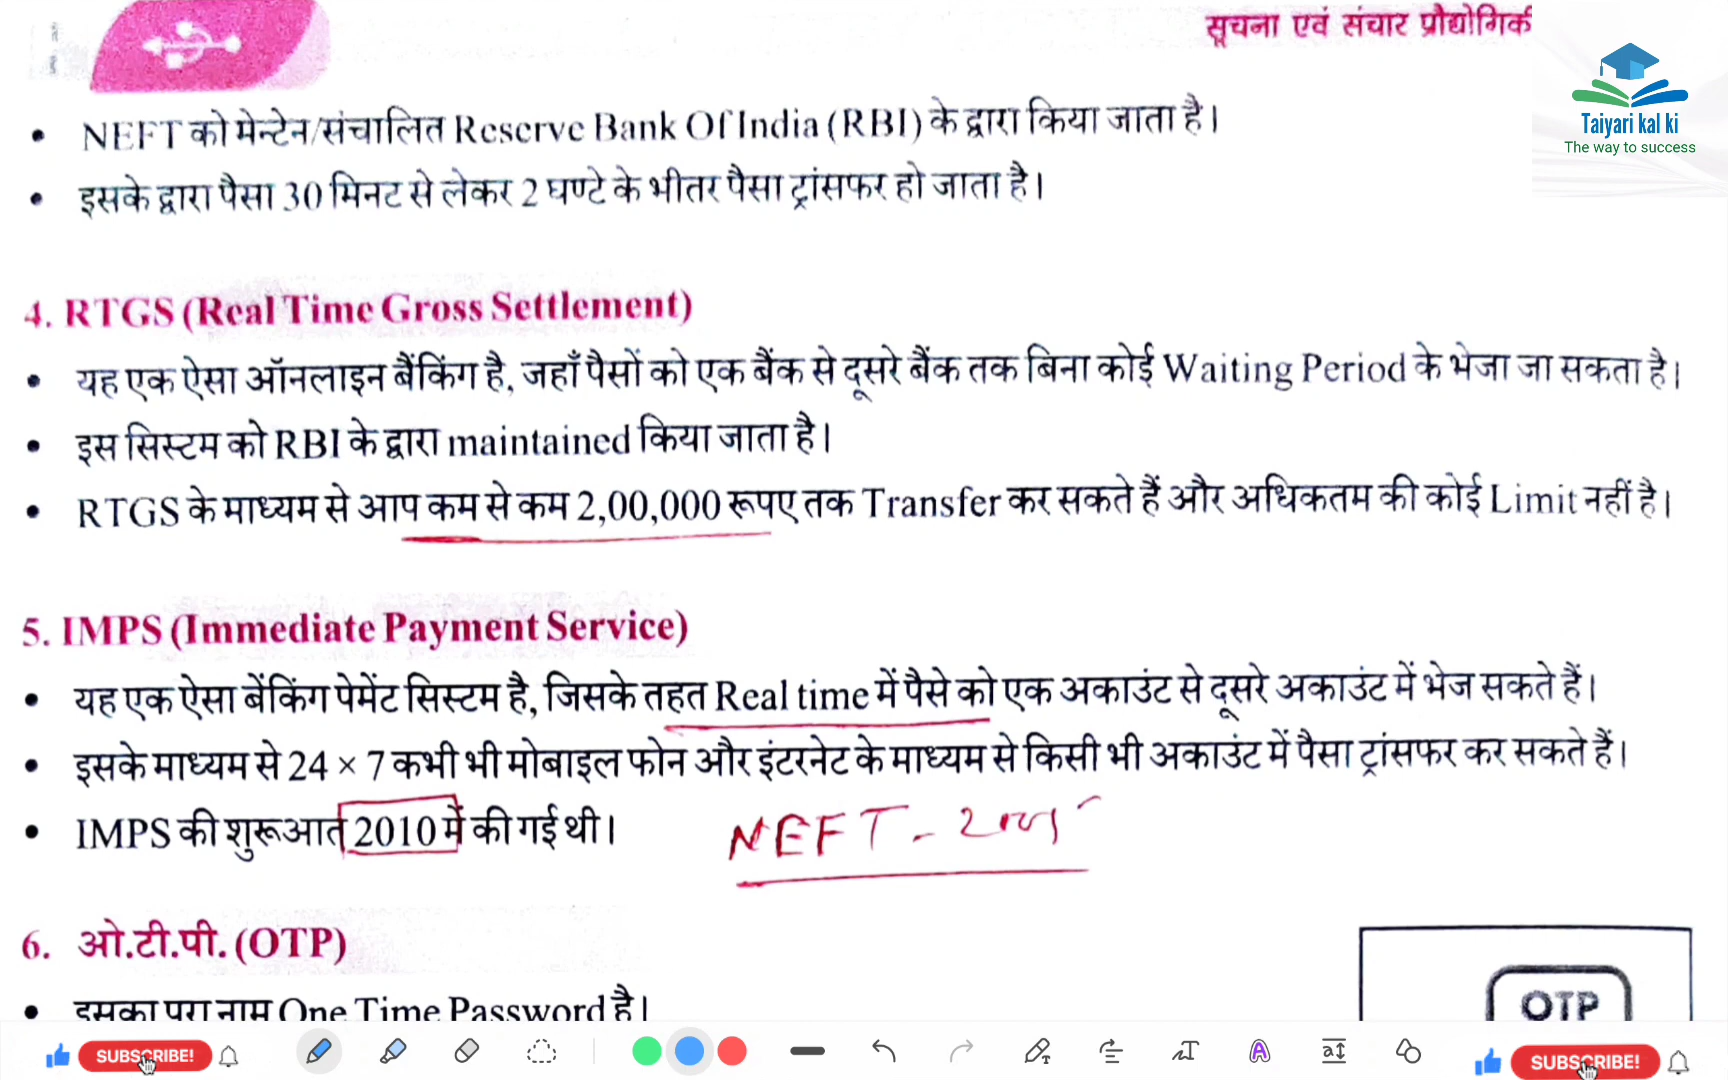 सूचना एवं संचार प्रौद्योगिकी
Taiyari kal ki
The way to success
• NEFT को मेन्टेन/संचालित Reserve Bank Of India (RBI) के द्वारा किया जाता है।
• इसके द्वारा पैसा 30 मिनट से लेकर 2 घण्टे के भीतर पैसा ट्रांसफर हो जाता है।
4. RTGS (Real Time Gross Settlement)
• यह एक ऐसा ऑनलाइन बैंकिंग है, जहाँ पैसों को एक बैंक से दूसरे बैंक तक बिना कोई Waiting Period के भेजा जा सकता है।
• इस सिस्टम को RBI के द्वारा maintained किया जाता है।
• RTGS के माध्यम से आप कम से कम 2,00,000 रूपए तक Transfer कर सकते हैं और अधिकतम की कोई Limit नहीं है।
5. IMPS (Immediate Payment Service)
• यह एक ऐसा बेंकिंग पेमेंट सिस्टम है, जिसके तहत Real time में पैसे को एक अकाउंट से दूसरे अकाउंट में भेज सकते हैं।
• इसके माध्यम से 24 × 7 कभी भी मोबाइल फोन और इंटरनेट के माध्यम से किसी भी अकाउंट में पैसा ट्रांसफर कर सकते हैं।
• IMPS की शुरूआत 2010 में की गई थी।
NEFT - 2005
6. ओ.टी.पी. (OTP)
• इसका पूरा नाम One Time Password है।
OTP
SUBSCRIBE!
SUBSCRIBE!